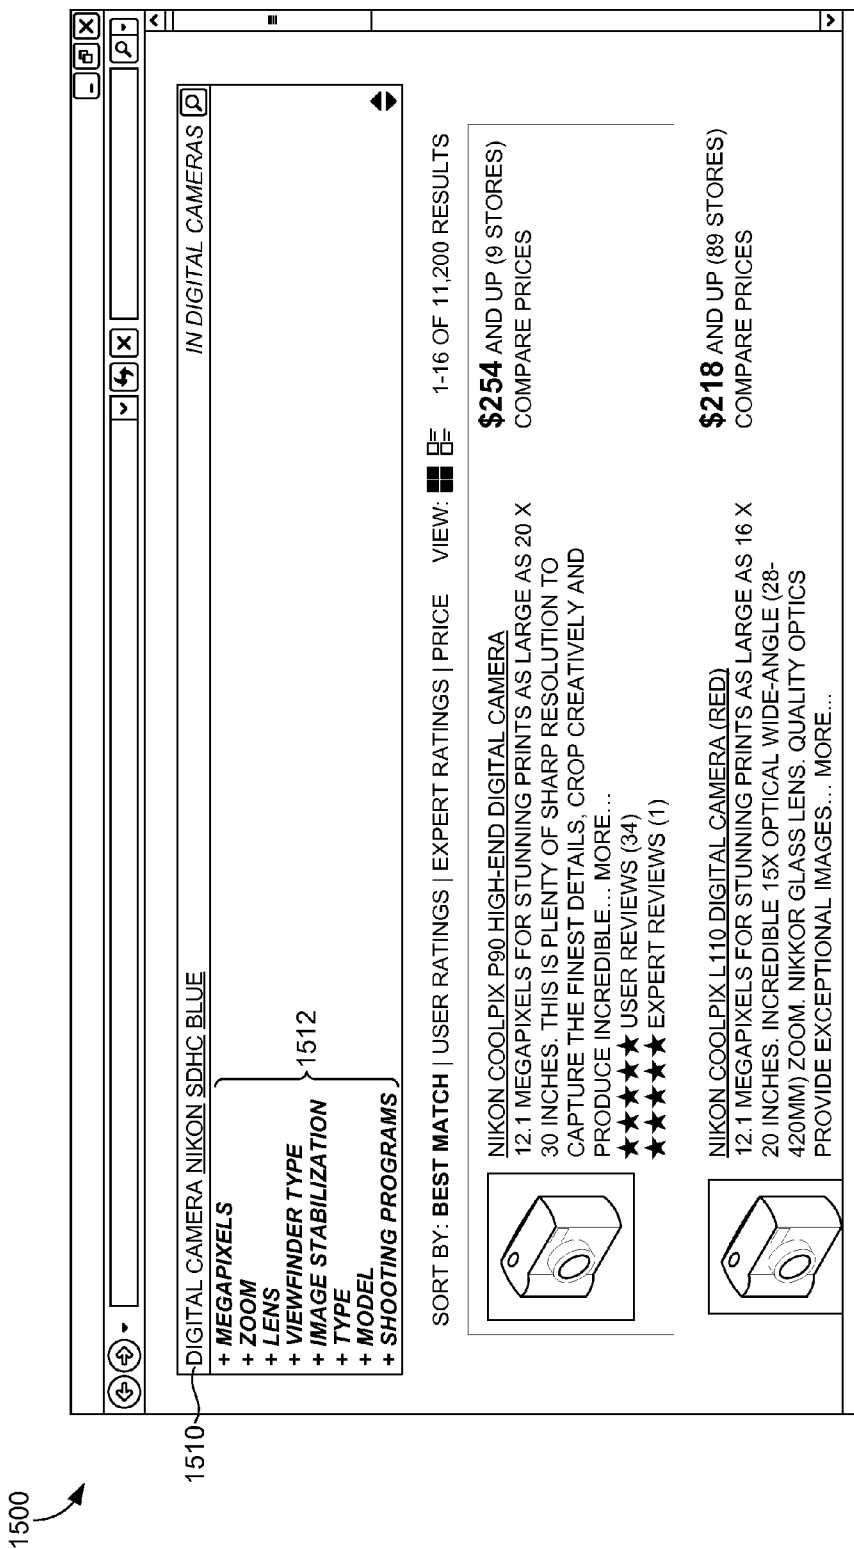 1500
1510
DIGITAL CAMERA NIKON SDHC BLUE IN DIGITAL CAMERAS
+ MEGAPIXELS
+ ZOOM
+ LENS
+ VIEWFINDER TYPE
+ IMAGE STABILIZATION
+ TYPE
+ MODEL
+ SHOOTING PROGRAMS
1512
SORT BY: BEST MATCH | USER RATINGS | EXPERT RATINGS | PRICE VIEW: 1-16 OF 11,200 RESULTS
NIKON COOLPIX P90 HIGH-END DIGITAL CAMERA
12.1 MEGAPIXELS FOR STUNNING PRINTS AS LARGE AS 20 X
30 INCHES. THIS IS PLENTY OF SHARP RESOLUTION TO
CAPTURE THE FINEST DETAILS, CROP CREATIVELY AND
PRODUCE INCREDIBLE... MORE...
★★★★★ USER REVIEWS (34)
★★★★★ EXPERT REVIEWS (1)
$254 AND UP (9 STORES)
COMPARE PRICES
NIKON COOLPIX L110 DIGITAL CAMERA (RED)
12.1 MEGAPIXELS FOR STUNNING PRINTS AS LARGE AS 16 X
20 INCHES. INCREDIBLE 15X OPTICAL WIDE-ANGLE (28-
420MM) ZOOM. NIKKOR GLASS LENS. QUALITY OPTICS
PROVIDE EXCEPTIONAL IMAGES... MORE...
$218 AND UP (89 STORES)
COMPARE PRICES